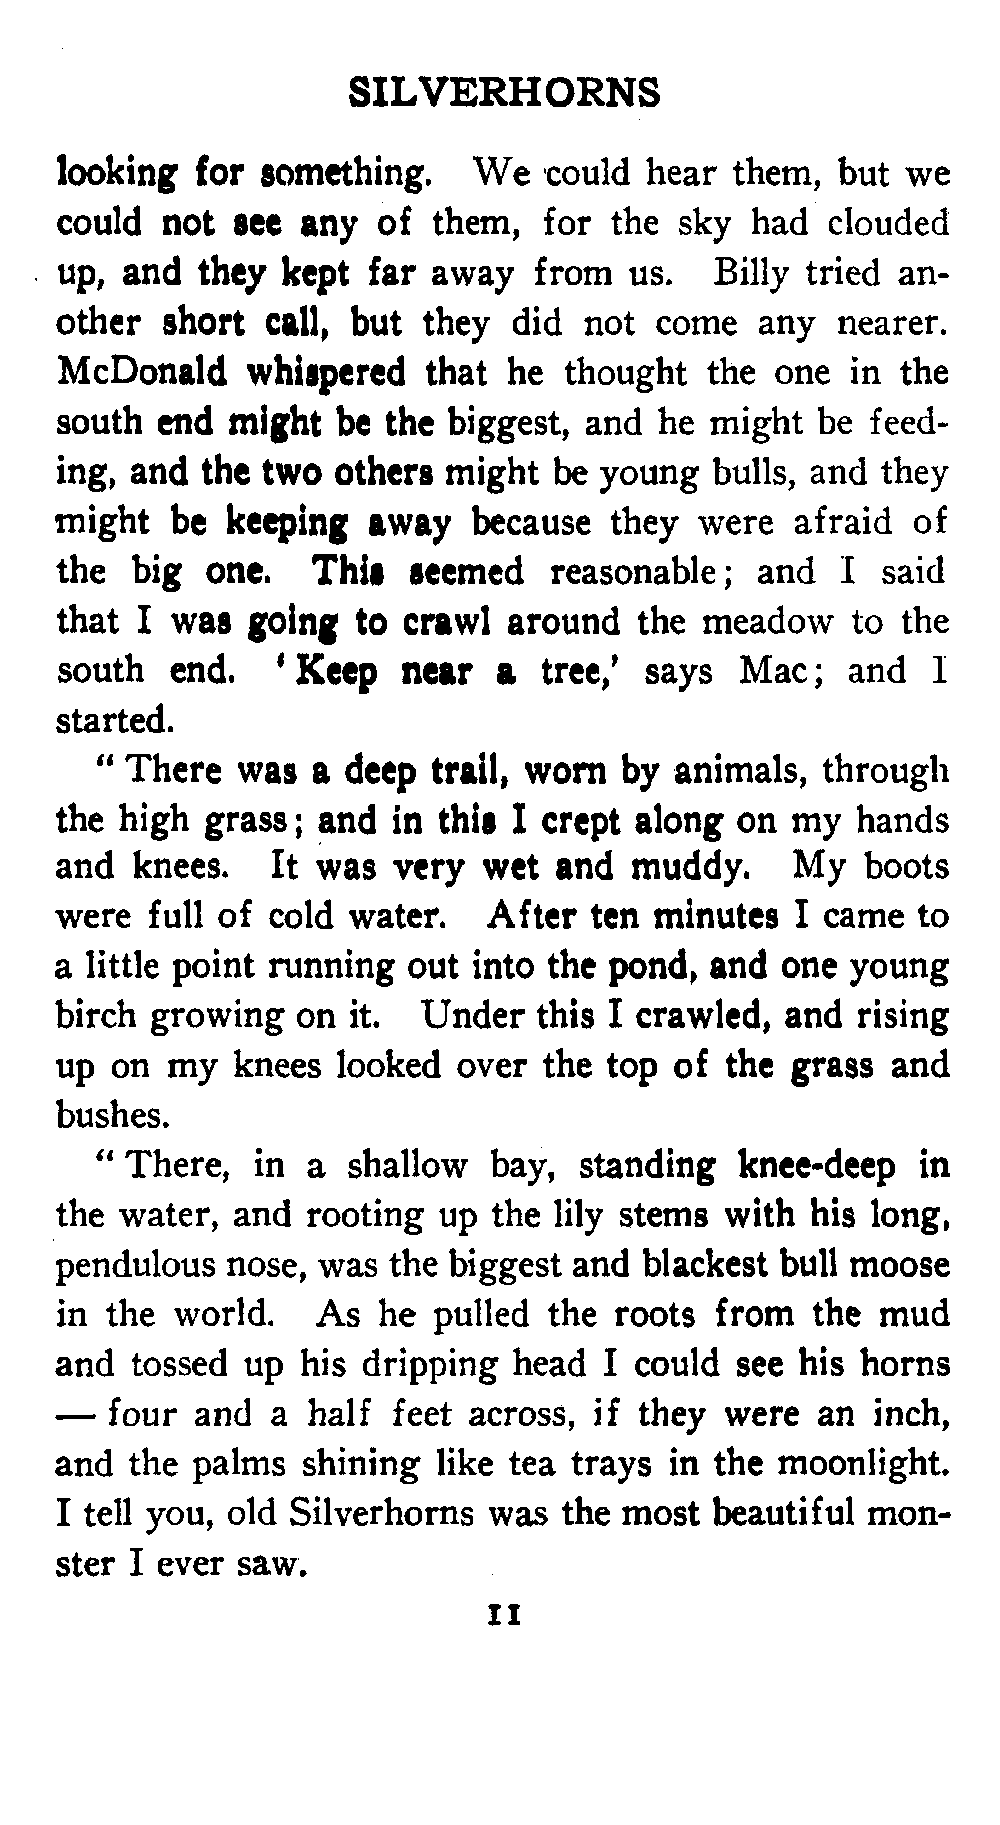 SILVERHORNS
looking for something. We could hear them, but we
could not see any of them, for the sky had clouded
up, and they kept far away from us. Billy tried an-
other short call, but they did not come any nearer.
McDonald whispered that he thought the one in the
south end might be the biggest, and he might be feed-
ing, and the two others might be young bulls, and they
might be keeping away because they were afraid of
the big one. This seemed reasonable; and I said
that I was going to crawl around the meadow to the
south end. ‘Keep near a tree,’ says Mac; and I
started.
“There was a deep trail, worn by animals, through
the high grass; and in this I crept along on my hands
and knees. It was very wet and muddy. My boots
were full of cold water. After ten minutes I came to
a little point running out into the pond, and one young
birch growing on it. Under this I crawled, and rising
up on my knees looked over the top of the grass and
bushes.
“There, in a shallow bay, standing knee-deep in
the water, and rooting up the lily stems with his long,
pendulous nose, was the biggest and blackest bull moose
in the world. As he pulled the roots from the mud
and tossed up his dripping head I could see his horns
— four and a half feet across, if they were an inch,
and the palms shining like tea trays in the moonlight.
I tell you, old Silverhorns was the most beautiful mon-
ster I ever saw.
11